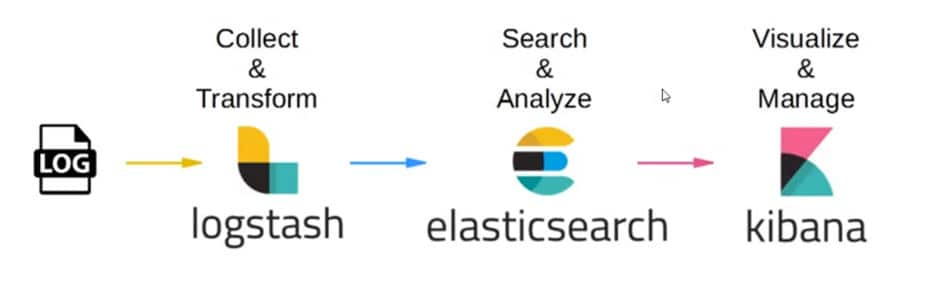 Collect
&
Transform
Search
&
Analyze
Visualize
&
Manage
LOG
logstash
elasticsearch
kibana